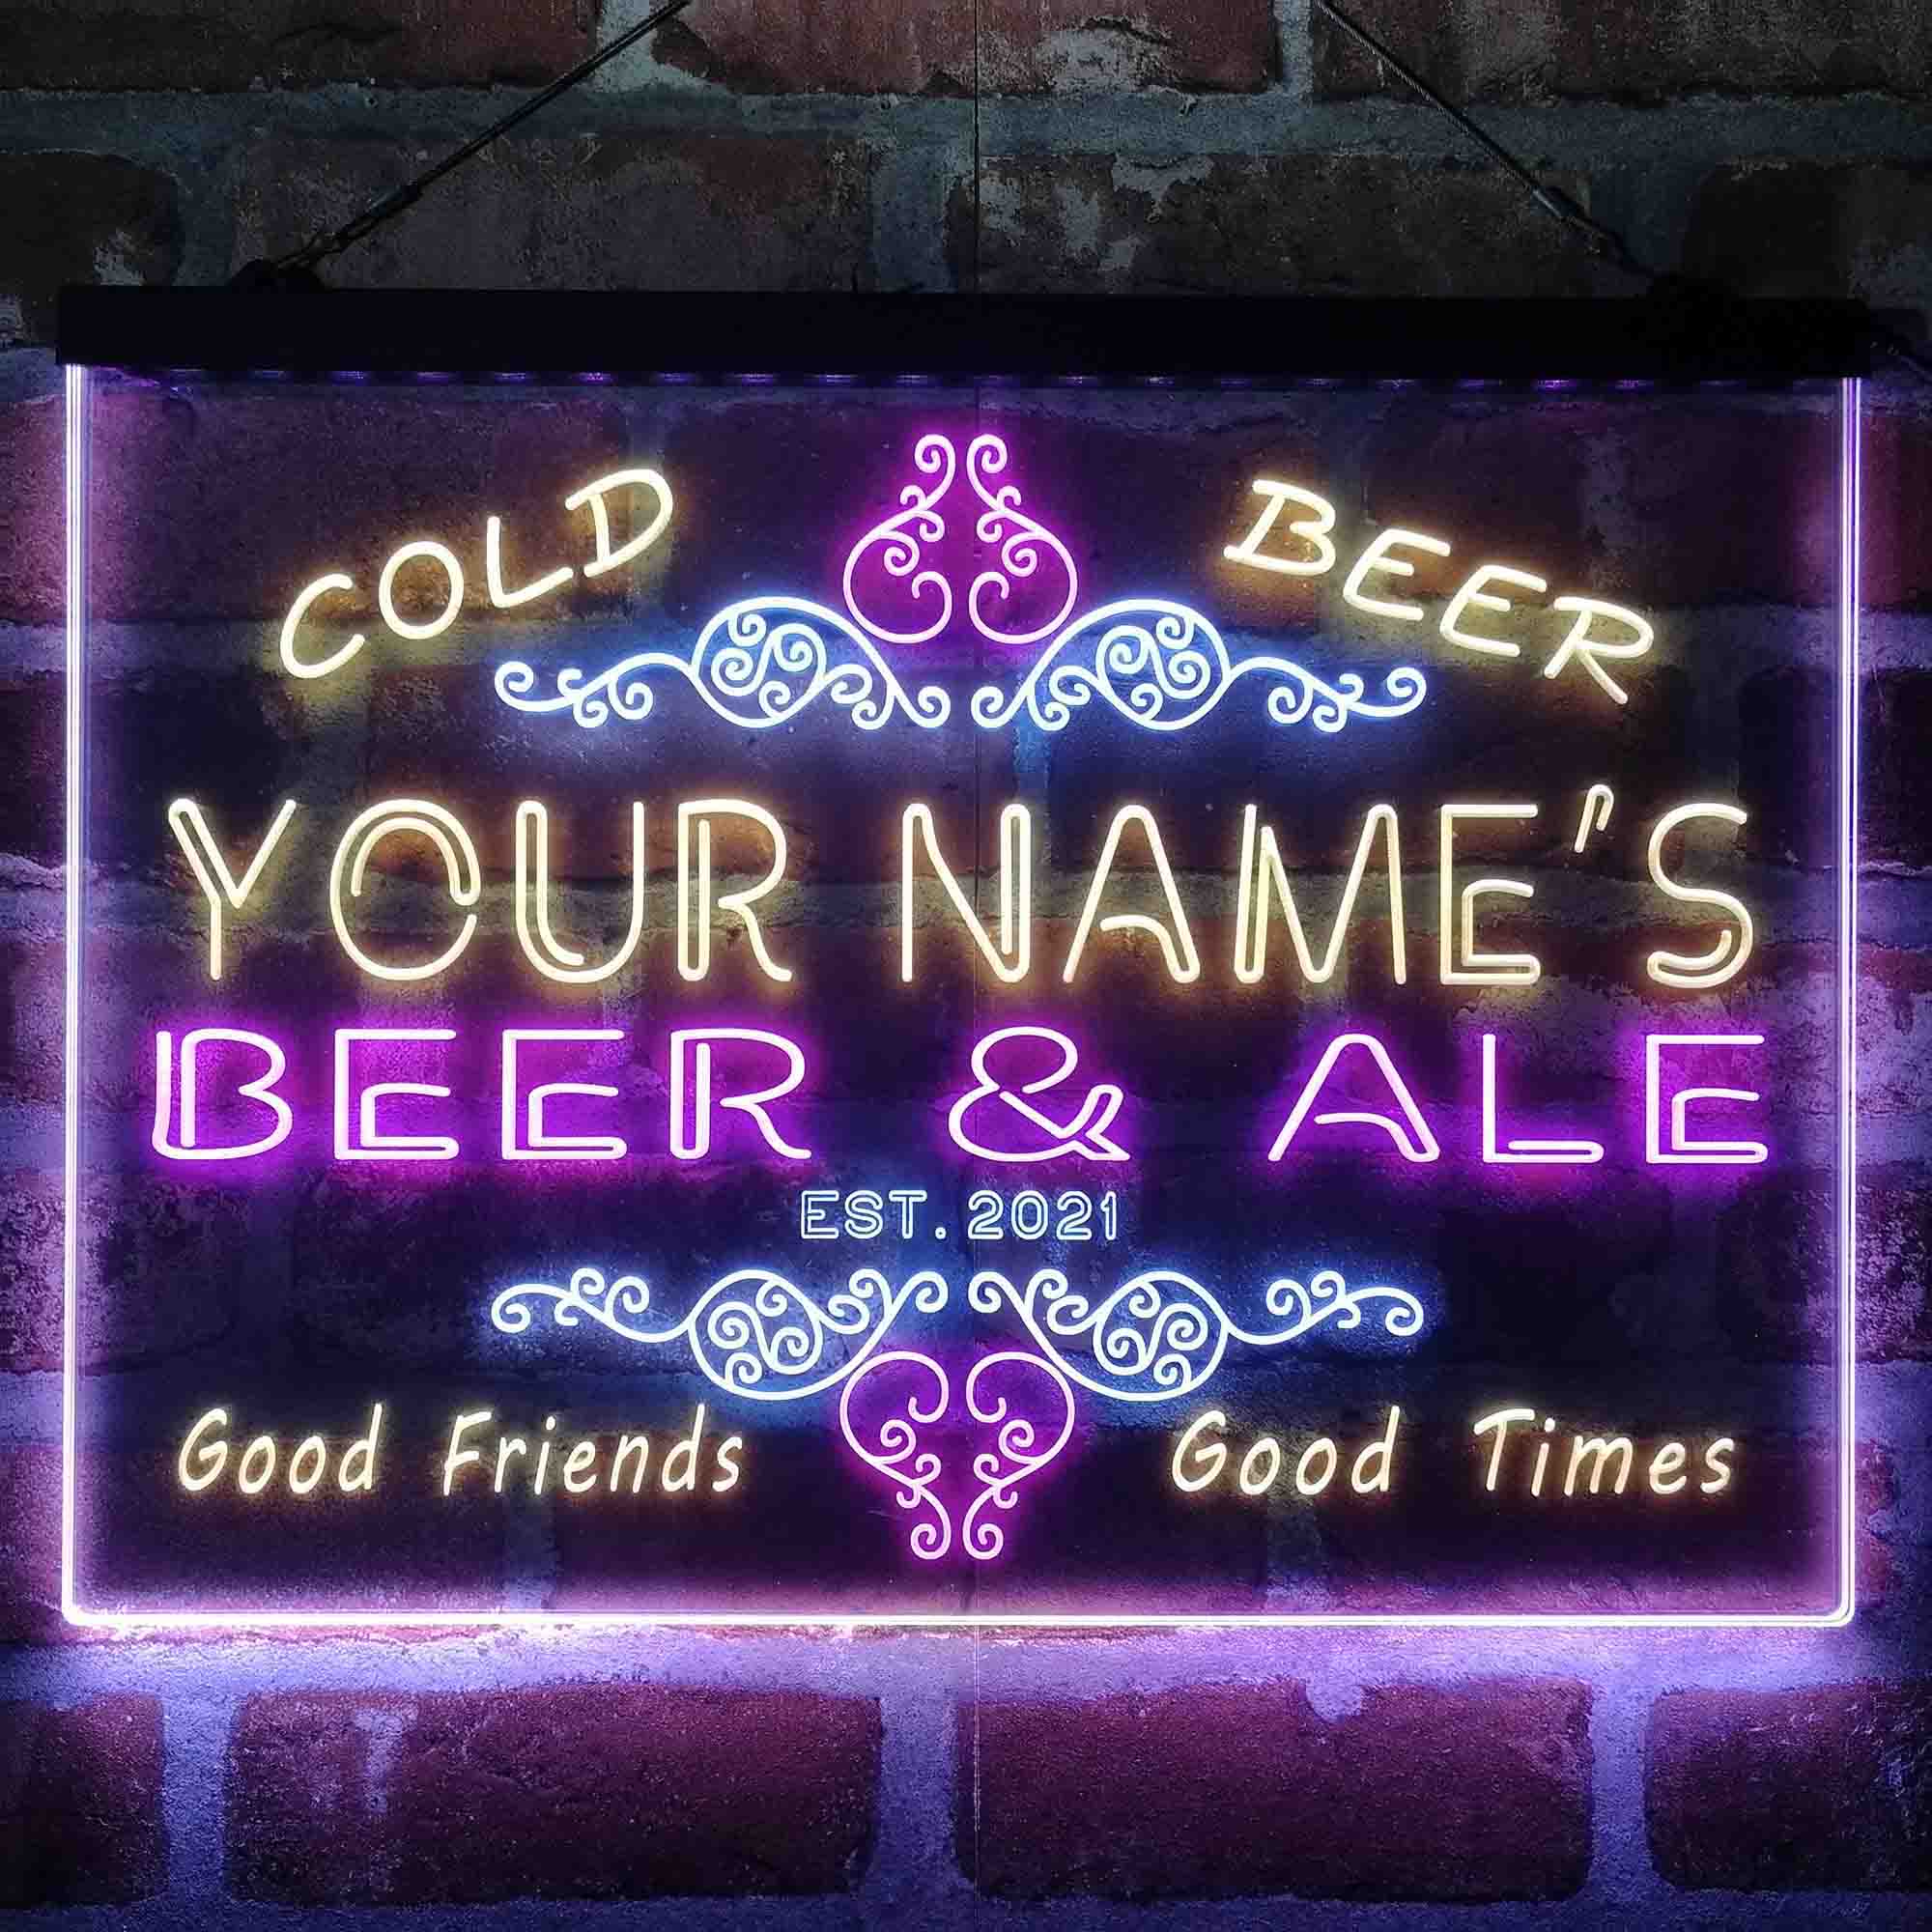 COLD BEER
YOUR NAME'S
BEER & ALE
EST. 2021
Good Friends Good Times